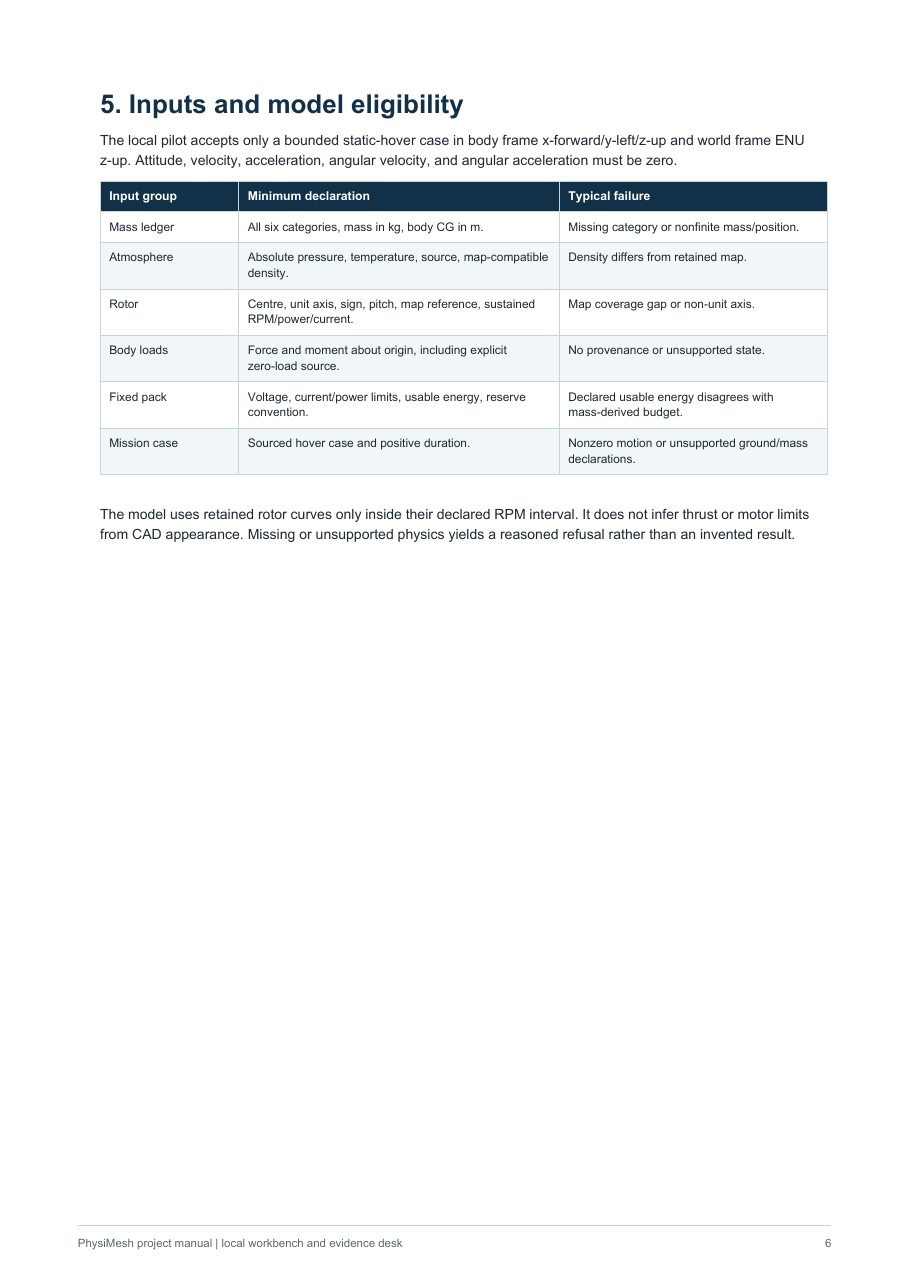 5. Inputs and model eligibility
The local pilot accepts only a bounded static-hover case in body frame x-forward/y-left/z-up and world frame ENU
z-up. Attitude, velocity, acceleration, angular velocity, and angular acceleration must be zero.
Input group Minimum declaration Typical failure
Mass ledger All six categories, mass in kg, body CG in m. Missing category or nonfinite mass/position.
Atmosphere Absolute pressure, temperature, source, map-compatible Density differs from retained map.
density.
Rotor Centre, unit axis, sign, pitch, map reference, sustained Map coverage gap or non-unit axis.
RPM/power/current.
Body loads Force and moment about origin, including explicit No provenance or unsupported state.
zero-load source.
Fixed pack Voltage, current/power limits, usable energy, reserve Declared usable energy disagrees with
convention. mass-derived budget.
Mission case Sourced hover case and positive duration. Nonzero motion or unsupported ground/mass
declarations.
The model uses retained rotor curves only inside their declared RPM interval. It does not infer thrust or motor limits
from CAD appearance. Missing or unsupported physics yields a reasoned refusal rather than an invented result.
PhysiMesh project manual | local workbench and evidence desk 6